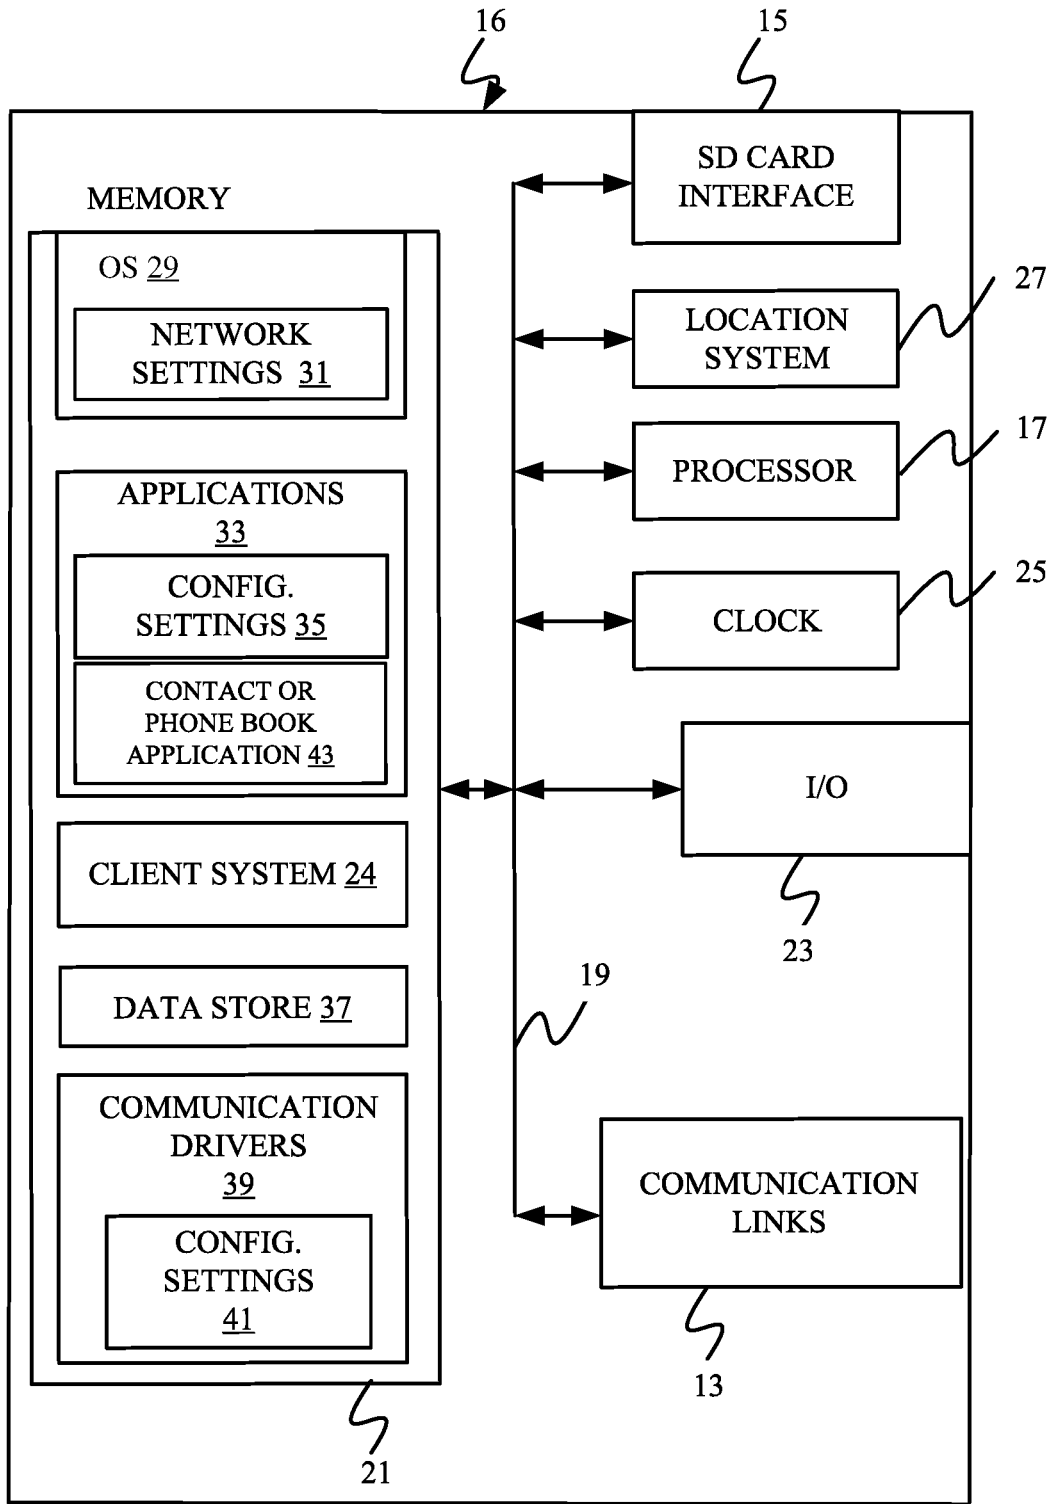 16
15
SD CARD
INTERFACE
MEMORY
OS 29
NETWORK
SETTINGS 31
27
LOCATION
SYSTEM
17
PROCESSOR
APPLICATIONS
33
CONFIG.
SETTINGS 35
25
CLOCK
CONTACT OR
PHONE BOOK
APPLICATION 43
I/O
CLIENT SYSTEM 24
23
19
DATA STORE 37
COMMUNICATION
DRIVERS
39
COMMUNICATION
LINKS
CONFIG.
SETTINGS
41
13
21